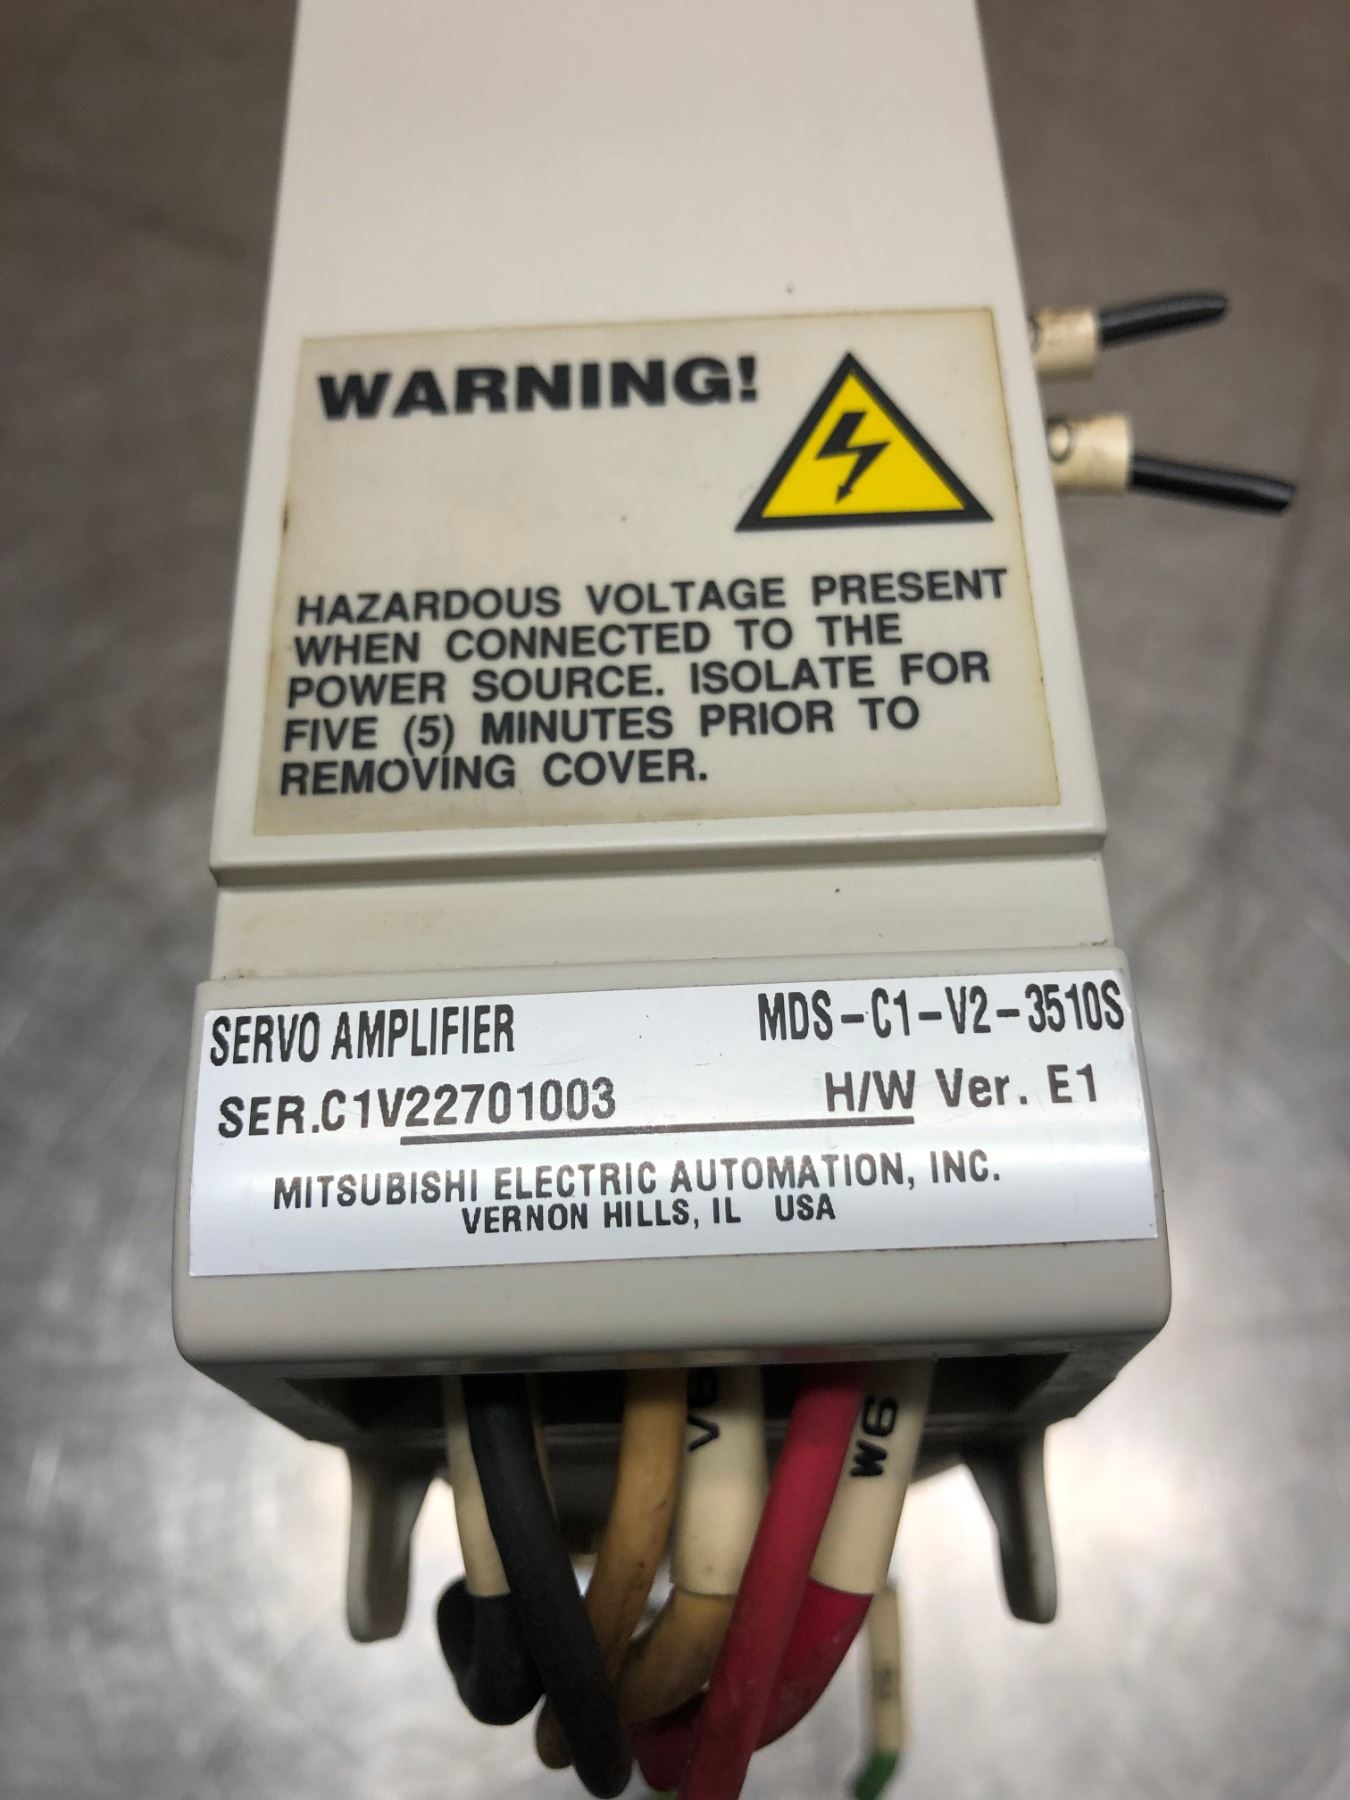 WARNING!
HAZARDOUS VOLTAGE PRESENT
WHEN CONNECTED TO THE
POWER SOURCE. ISOLATE FOR
FIVE (5) MINUTES PRIOR TO
REMOVING COVER.
SERVO AMPLIFIER MDS-C1-V2-3510S
SER.C1V22701003 H/W Ver. E1
MITSUBISHI ELECTRIC AUTOMATION, INC.
VERNON HILLS, IL USA